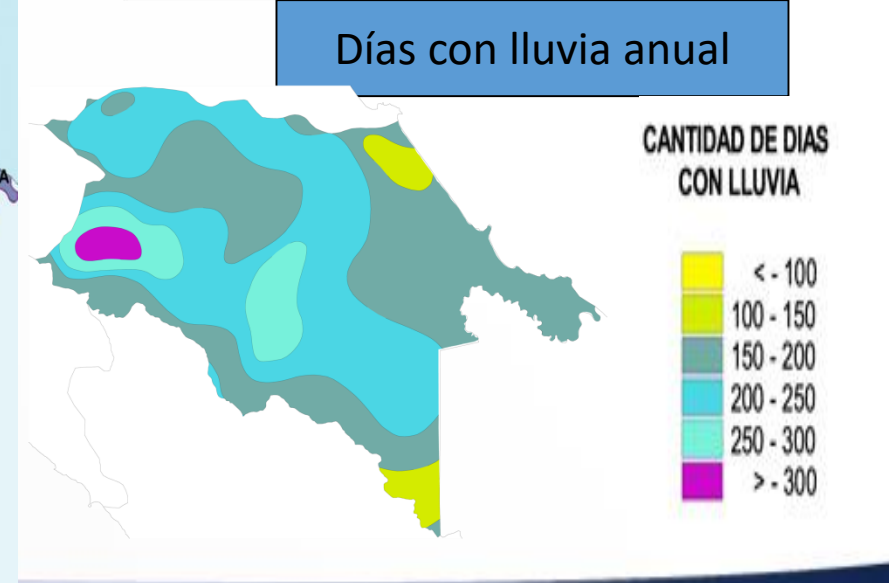 Días con lluvia anual
CANTIDAD DE DIAS
CON LLUVIA
A
< - 100
100 - 150
150 - 200
200 - 250
250 - 300
> - 300